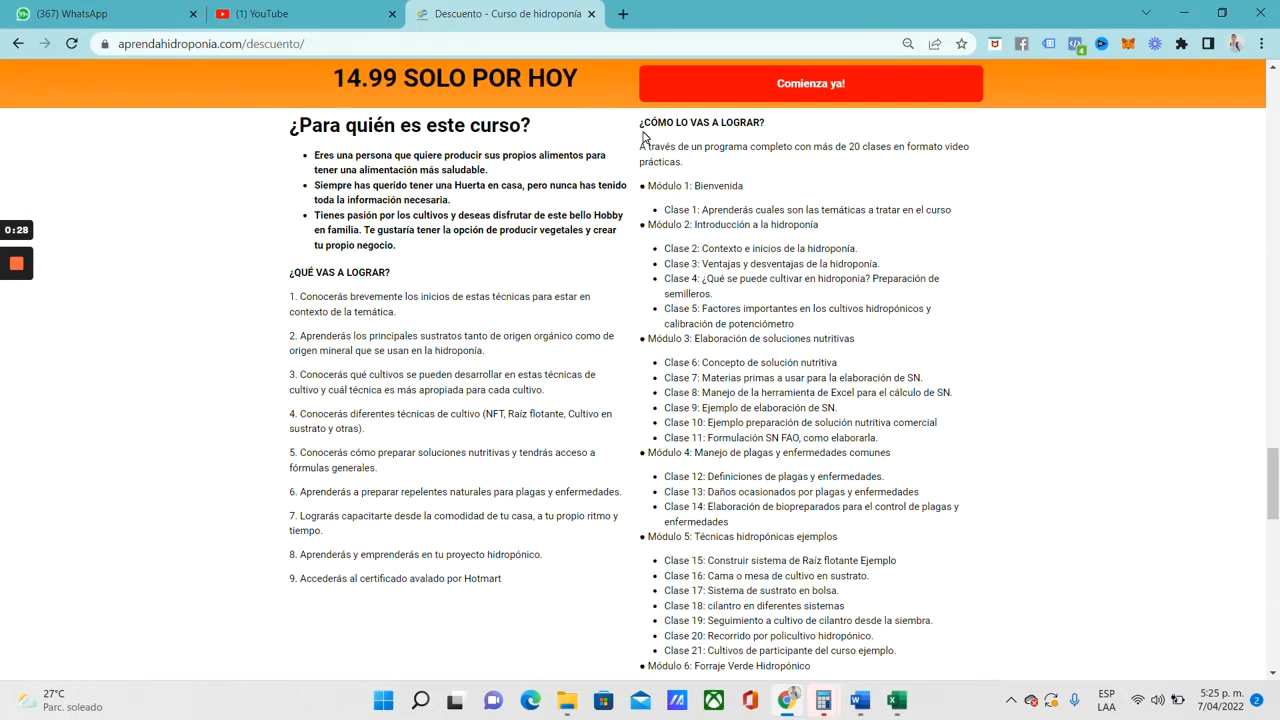 (367) WhatsApp
(1) YouTube
Descuento - Curso de hidroponía
aprendahidroponia.com/descuento/
14.99 SOLO POR HOY
Comienza ya!
¿Para quién es este curso?
Eres una persona que quiere producir sus propios alimentos para
tener una alimentación más saludable.
Siempre has querido tener una Huerta en casa, pero nunca has tenido
toda la información necesaria.
Tienes pasión por los cultivos y deseas disfrutar de este bello Hobby
en familia. Te gustaría tener la opción de producir vegetales y crear
tu propio negocio.
¿QUÉ VAS A LOGRAR?
1. Conocerás brevemente los inicios de estas técnicas para estar en
contexto de la temática.
2. Aprenderás los principales sustratos tanto de origen orgánico como de
origen mineral que se usan en la hidroponía.
3. Conocerás qué cultivos se pueden desarrollar en estas técnicas de
cultivo y cuál técnica es más apropiada para cada cultivo.
4. Conocerás diferentes técnicas de cultivo (NFT, Raíz flotante, Cultivo en
sustrato y otras).
5. Conocerás cómo preparar soluciones nutritivas y tendrás acceso a
fórmulas generales.
6. Aprenderás a preparar repelentes naturales para plagas y enfermedades.
7. Lograrás capacitarte desde la comodidad de tu casa, a tu propio ritmo y
tiempo.
8. Aprenderás y emprenderás en tu proyecto hidropónico.
9. Accederás al certificado avalado por Hotmart
¿CÓMO LO VAS A LOGRAR?
A través de un programa completo con más de 20 clases en formato video
prácticas.
● Módulo 1: Bienvenida
Clase 1: Aprenderás cuales son las temáticas a tratar en el curso
● Módulo 2: Introducción a la hidroponía
Clase 2: Contexto e inicios de la hidroponía.
Clase 3: Ventajas y desventajas de la hidroponía.
Clase 4: ¿Qué se puede cultivar en hidroponía? Preparación de
semilleros.
Clase 5: Factores importantes en los cultivos hidropónicos y
calibración de potenciómetro
● Módulo 3: Elaboración de soluciones nutritivas
Clase 6: Concepto de solución nutritiva
Clase 7: Materias primas a usar para la elaboración de SN.
Clase 8: Manejo de la herramienta de Excel para el cálculo de SN.
Clase 9: Ejemplo de elaboración de SN.
Clase 10: Ejemplo preparación de solución nutritiva comercial
Clase 11: Formulación SN FAO, como elaborarla.
● Módulo 4: Manejo de plagas y enfermedades comunes
Clase 12: Definiciones de plagas y enfermedades.
Clase 13: Daños ocasionados por plagas y enfermedades
Clase 14: Elaboración de biopreparados para el control de plagas y
enfermedades
● Módulo 5: Técnicas hidropónicas ejemplos
Clase 15: Construir sistema de Raíz flotante Ejemplo
Clase 16: Cama o mesa de cultivo en sustrato.
Clase 17: Sistema de sustrato en bolsa.
Clase 18: cilantro en diferentes sistemas
Clase 19: Seguimiento a cultivo de cilantro desde la siembra.
Clase 20: Recorrido por policultivo hidropónico.
Clase 21: Cultivos de participante del curso ejemplo.
● Módulo 6: Forraje Verde Hidropónico
0:28
27°C
Parc. soleado
ESP
LAA
5:25 p. m.
7/04/2022
2